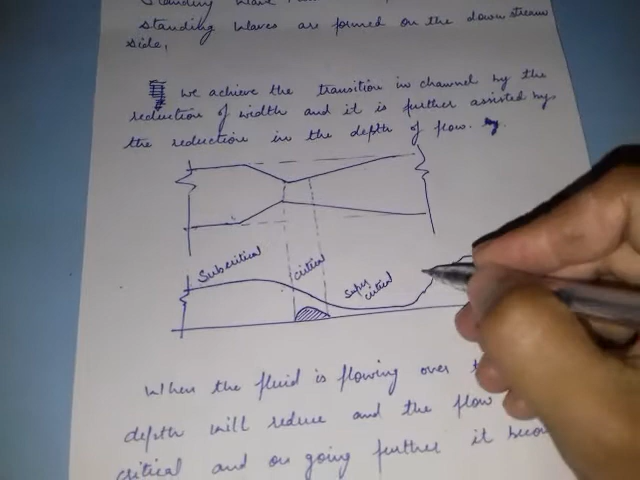 Standing wave
Standing waves are formed on the down stream
side,
we achieve the transition in channel by the
reduction of width and it is further assisted by
the reduction in the depth of flow.
Subcritical
critical
super
critical
When the fluid is flowing over
depth will reduce and the flow
critical and on going further it